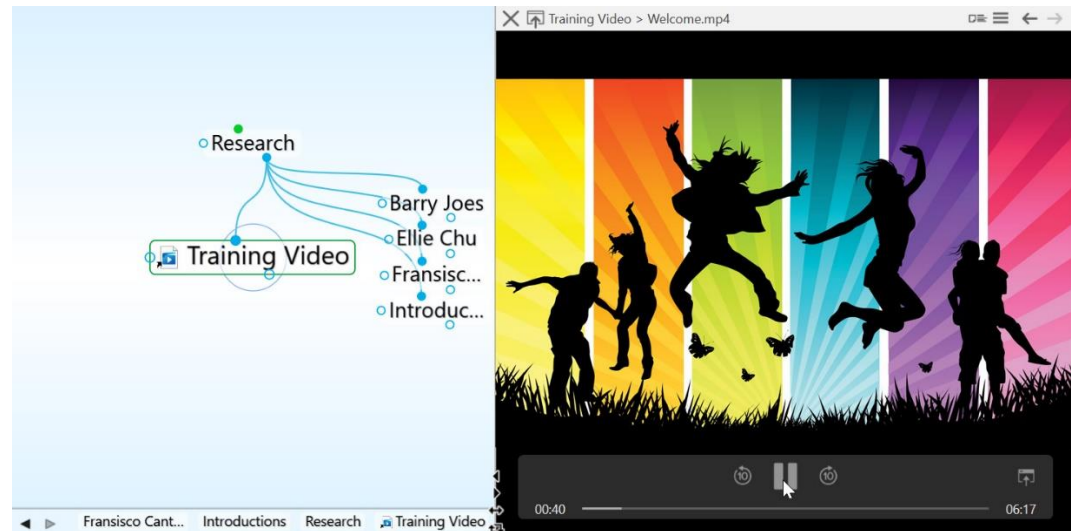 Training Video > Welcome.mp4
Research
Barry Joes
Ellie Chu
Training Video
Fransisc...
Introduc...
10
10
00:40
06:17
Fransisco Cant...
Introductions
Research
Training Video